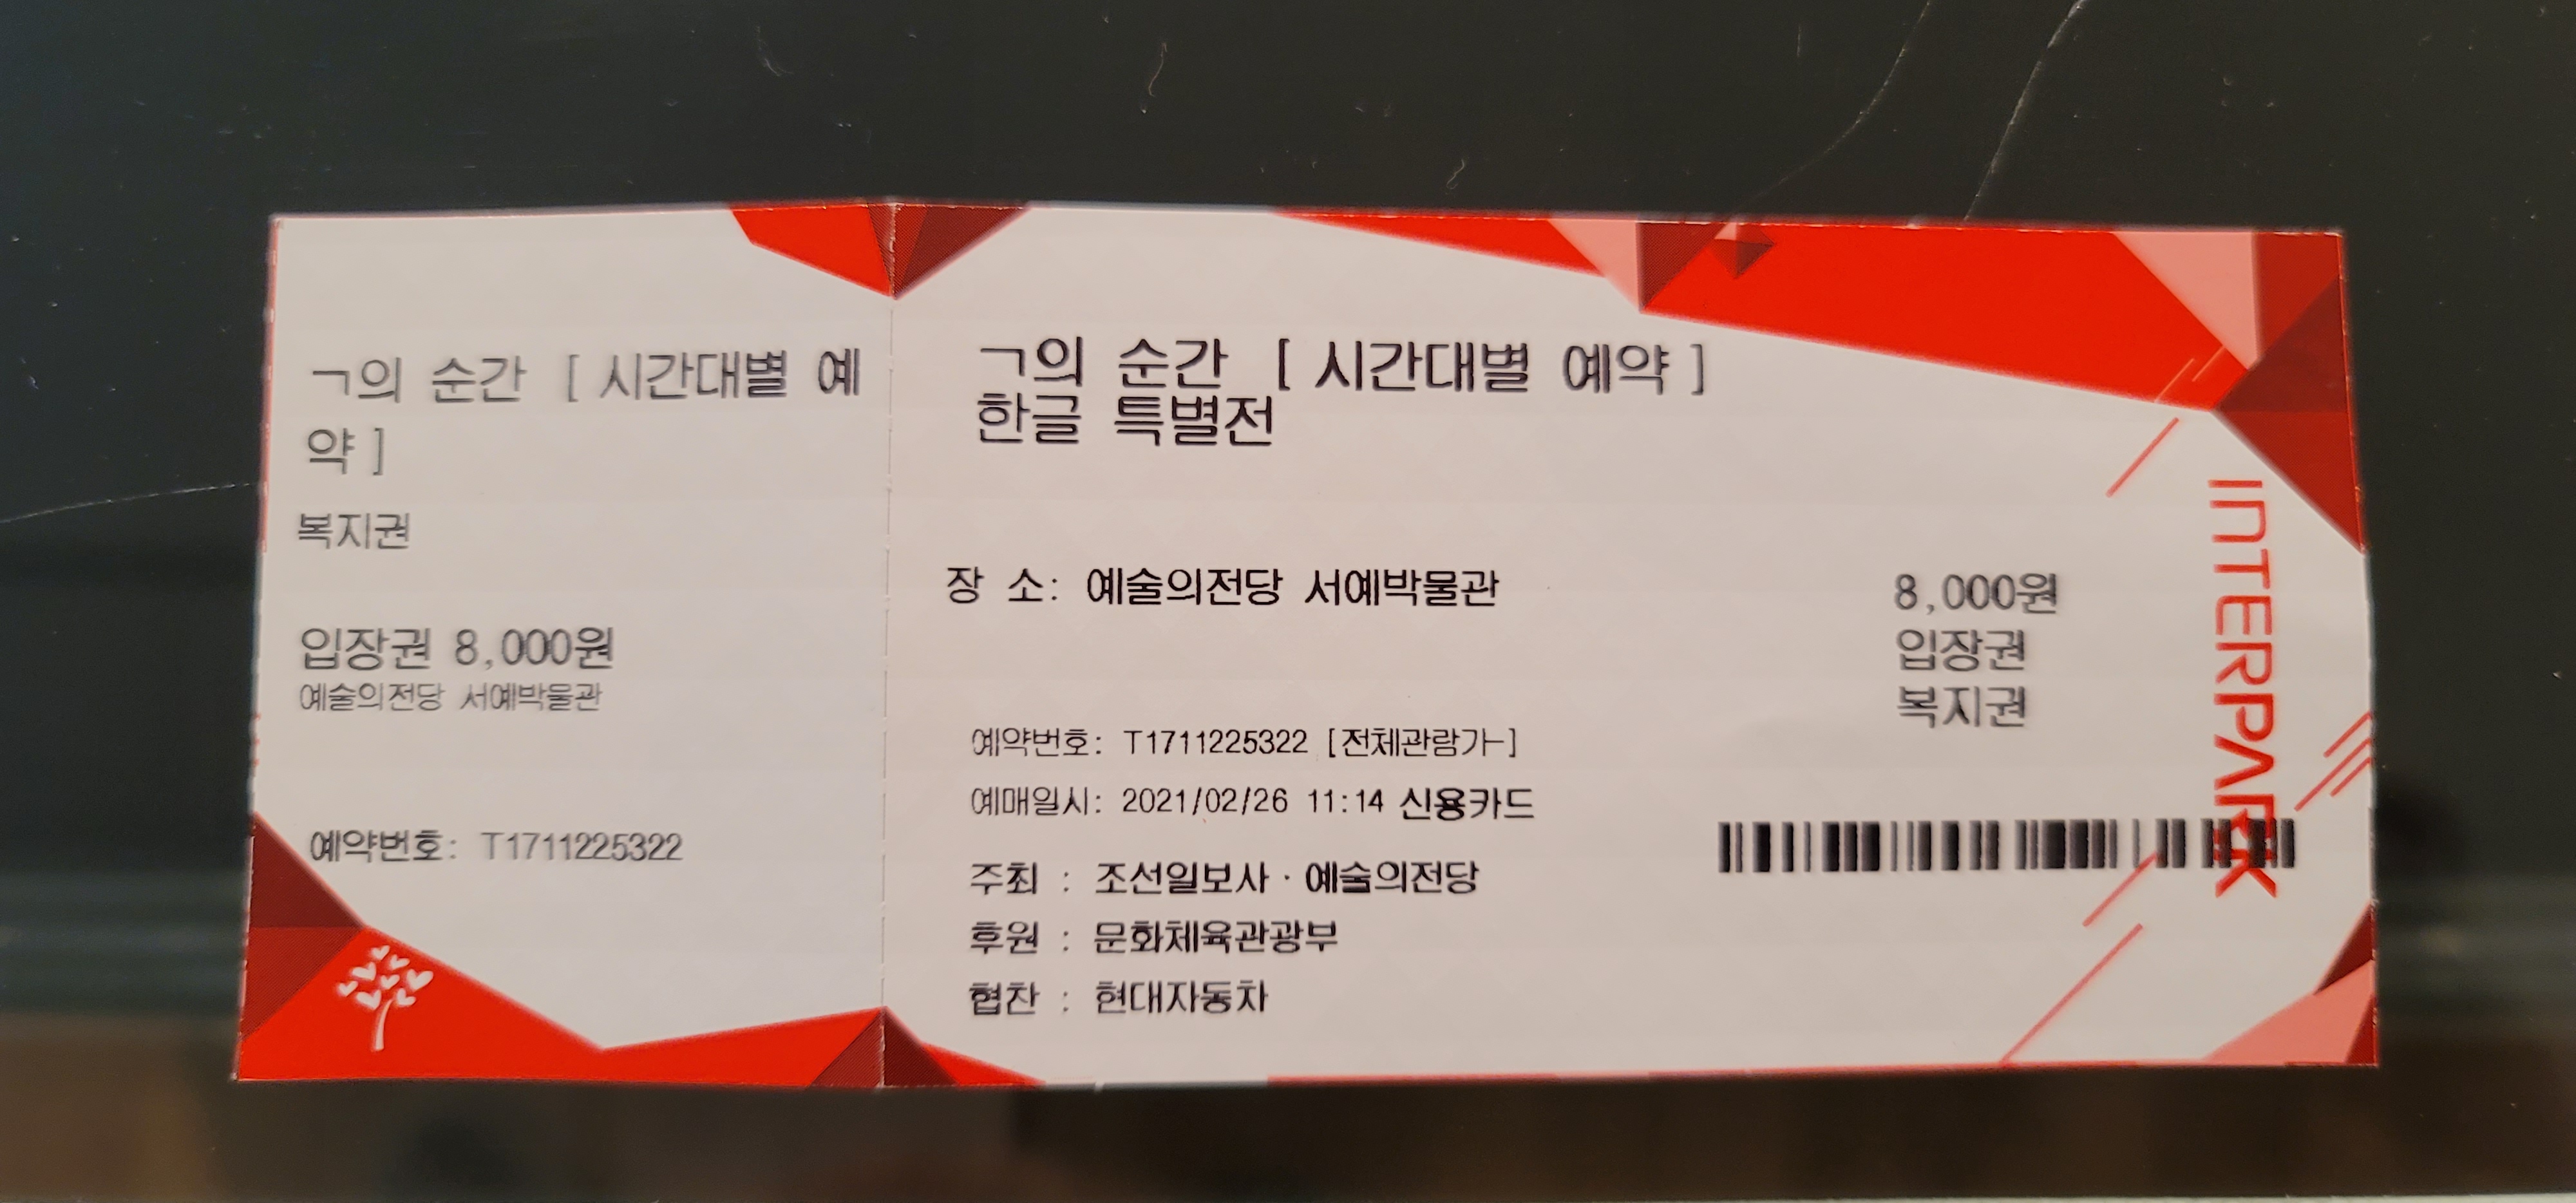 ㄱ의 순간 [ 시간대별 예
약 ]
복지권
입장권 8,000원
예술의전당 서예박물관
예약번호: T1711225322
ㄱ의 순간 [ 시간대별 예약 ]
한글 특별전
장 소: 예술의전당 서예박물관
예약번호: T1711225322 [전체관람가-]
예매일시: 2021/02/26 11:14 신용카드
주최 : 조선일보사 · 예술의전당
후원 : 문화체육관광부
협찬 : 현대자동차
8,000원
입장권
복지권
INTERPARK